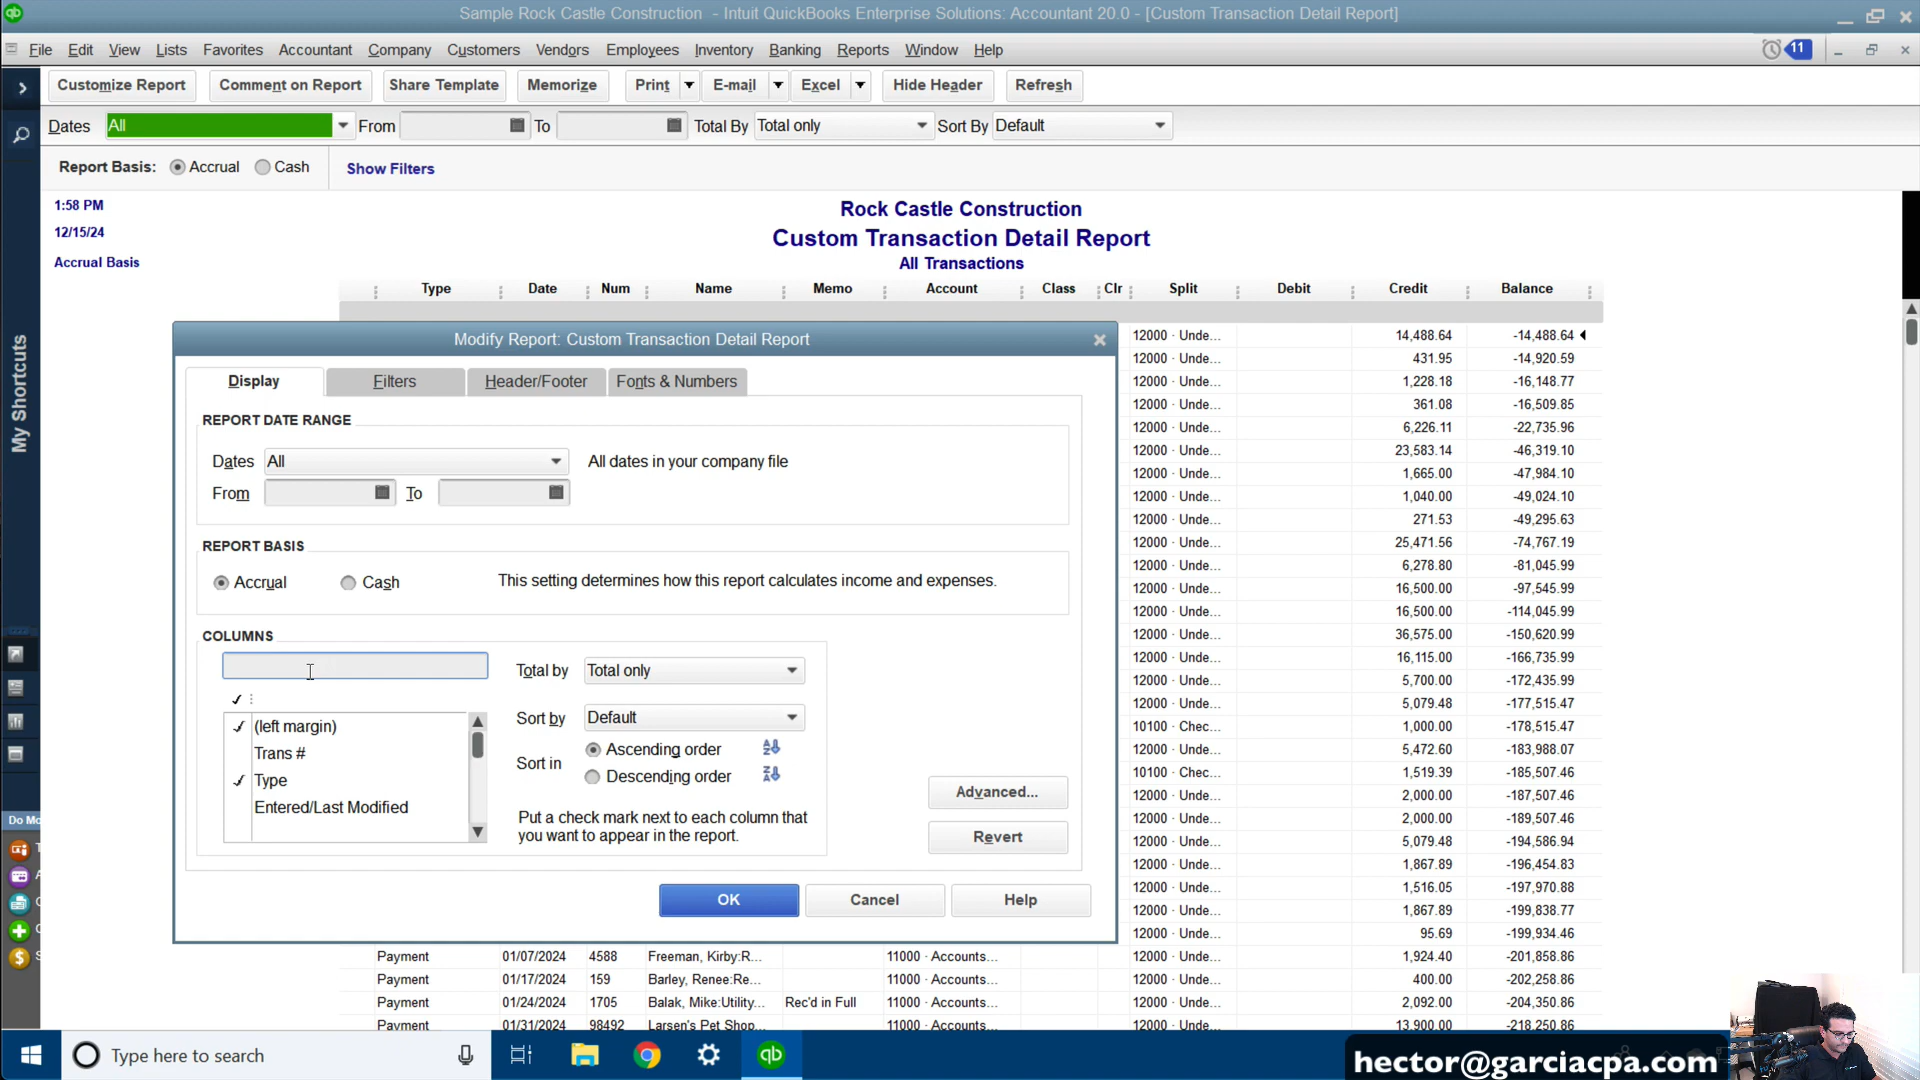 Sample Rock Castle Construction - Intuit QuickBooks Enterprise Solutions: Accountant 20.0 - [Custom Transaction Detail Report]
File Edit View Lists Favorites Accountant Company Customers Vendors Employees Inventory Banking Reports Window Help 11
Customize Report Comment on Report Share Template Memorize Print E-mail Excel Hide Header Refresh
Dates All From To Total By Total only Sort By Default
Report Basis: Accrual Cash Show Filters
1:58 PM
12/15/24
Accrual Basis
Rock Castle Construction
Custom Transaction Detail Report
All Transactions
Type Date Num Name Memo Account Class Clr Split Debit Credit Balance
My Shortcuts
Do Mo
Modify Report: Custom Transaction Detail Report
Display Filters Header/Footer Fonts & Numbers
REPORT DATE RANGE
Dates All All dates in your company file
From To
REPORT BASIS
Accrual Cash This setting determines how this report calculates income and expenses.
COLUMNS
Total by Total only
(left margin)
Trans #
Type
Entered/Last Modified
Sort by Default
Sort in Ascending order
Descending order
Put a check mark next to each column that
you want to appear in the report.
Advanced...
Revert
OK Cancel Help
12000 · Unde... 14,488.64 -14,488.64
12000 · Unde... 431.95 -14,920.59
12000 · Unde... 1,228.18 -16,148.77
12000 · Unde... 361.08 -16,509.85
12000 · Unde... 6,226.11 -22,735.96
12000 · Unde... 23,583.14 -46,319.10
12000 · Unde... 1,665.00 -47,984.10
12000 · Unde... 1,040.00 -49,024.10
12000 · Unde... 271.53 -49,295.63
12000 · Unde... 25,471.56 -74,767.19
12000 · Unde... 6,278.80 -81,045.99
12000 · Unde... 16,500.00 -97,545.99
12000 · Unde... 16,500.00 -114,045.99
12000 · Unde... 36,575.00 -150,620.99
12000 · Unde... 16,115.00 -166,735.99
12000 · Unde... 5,700.00 -172,435.99
12000 · Unde... 5,079.48 -177,515.47
10100 · Chec... 1,000.00 -178,515.47
12000 · Unde... 5,472.60 -183,988.07
10100 · Chec... 1,519.39 -185,507.46
12000 · Unde... 2,000.00 -187,507.46
12000 · Unde... 2,000.00 -189,507.46
12000 · Unde... 5,079.48 -194,586.94
12000 · Unde... 1,867.89 -196,454.83
12000 · Unde... 1,516.05 -197,970.88
12000 · Unde... 1,867.89 -199,838.77
12000 · Unde... 95.69 -199,934.46
Payment 01/07/2024 4588 Freeman, Kirby:R... 11000 · Accounts... 12000 · Unde... 1,924.40 -201,858.86
Payment 01/17/2024 159 Barley, Renee:Re... 11000 · Accounts... 12000 · Unde... 400.00 -202,258.86
Payment 01/24/2024 1705 Balak, Mike:Utility... Rec'd in Full 11000 · Accounts... 12000 · Unde... 2,092.00 -204,350.86
Payment 01/31/2024 98492 Larsen's Pet Shop... 11000 · Accounts... 12000 · Unde... 13,900.00 -218,250.86
Type here to search
qb
hector@garciacpa.com